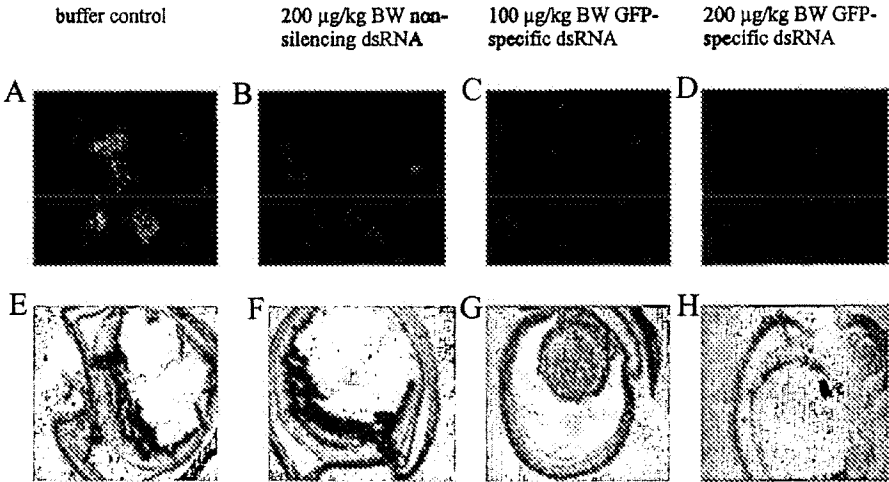 buffer control
200 µg/kg BW non-
silencing dsRNA
100 µg/kg BW GFP-
specific dsRNA
200 µg/kg BW GFP-
specific dsRNA
A
B
C
D
E
F
G
H